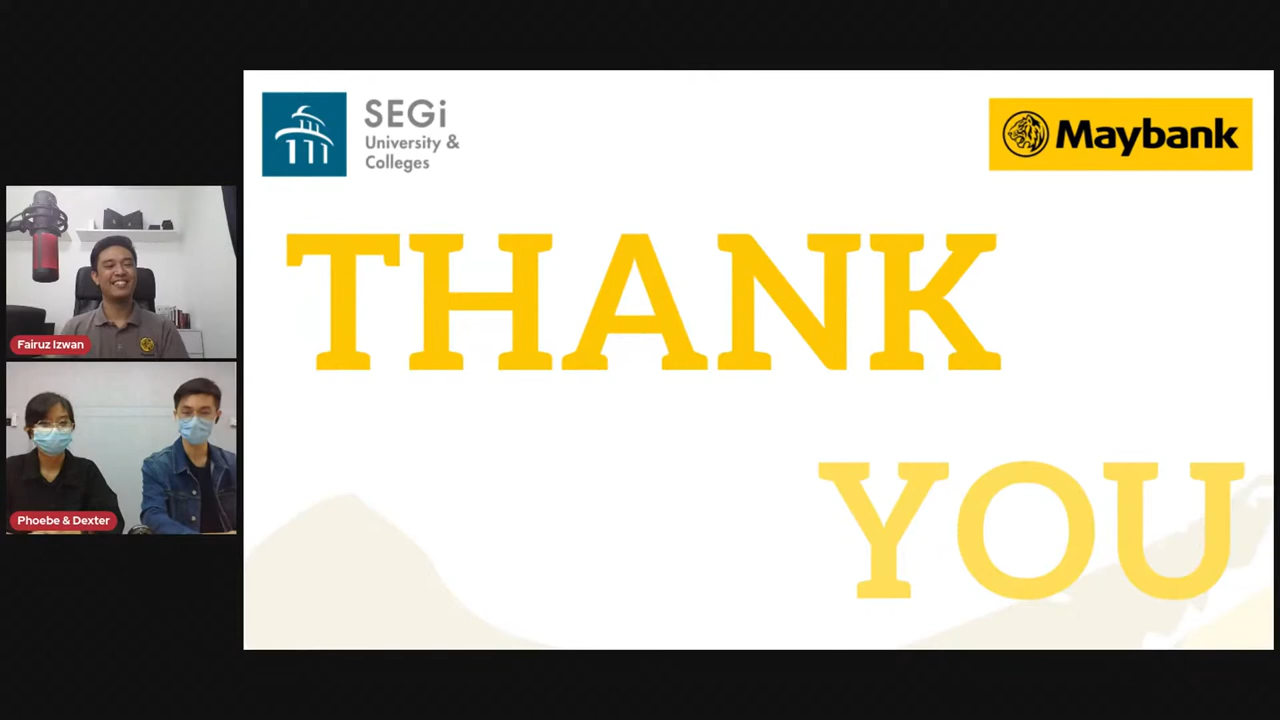 SEGi
University &
Colleges
Maybank
THANK
YOU
Fairuz Izwan
Phoebe & Dexter